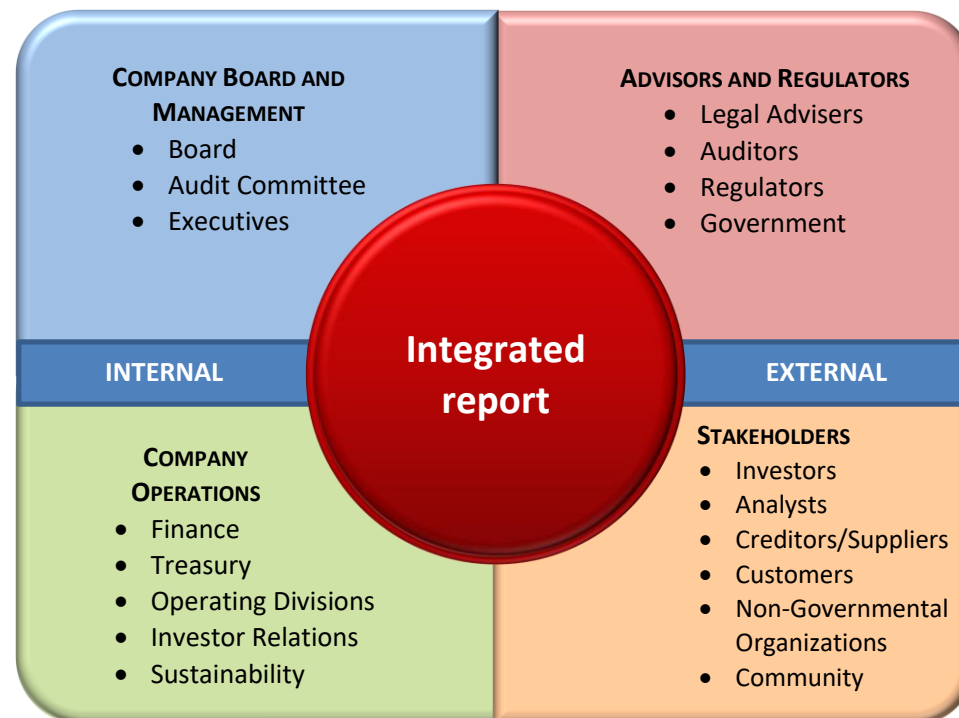 COMPANY BOARD AND
MANAGEMENT
• Board
• Audit Committee
• Executives
ADVISORS AND REGULATORS
• Legal Advisers
• Auditors
• Regulators
• Government
INTERNAL
Integrated
report
EXTERNAL
COMPANY
OPERATIONS
• Finance
• Treasury
• Operating Divisions
• Investor Relations
• Sustainability
STAKEHOLDERS
• Investors
• Analysts
• Creditors/Suppliers
• Customers
• Non-Governmental
Organizations
• Community